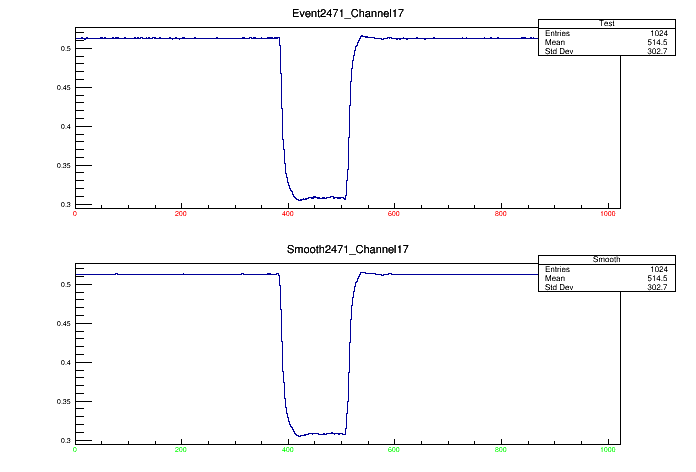 Event2471_Channel17
Test
Entries 1024
Mean 514.5
Std Dev 302.7
0.5
0.45
0.4
0.35
0.3
0 200 400 600 800 1000
Smooth2471_Channel17
Smooth
Entries 1024
Mean 514.5
Std Dev 302.7
0.5
0.45
0.4
0.35
0.3
0 200 400 600 800 1000